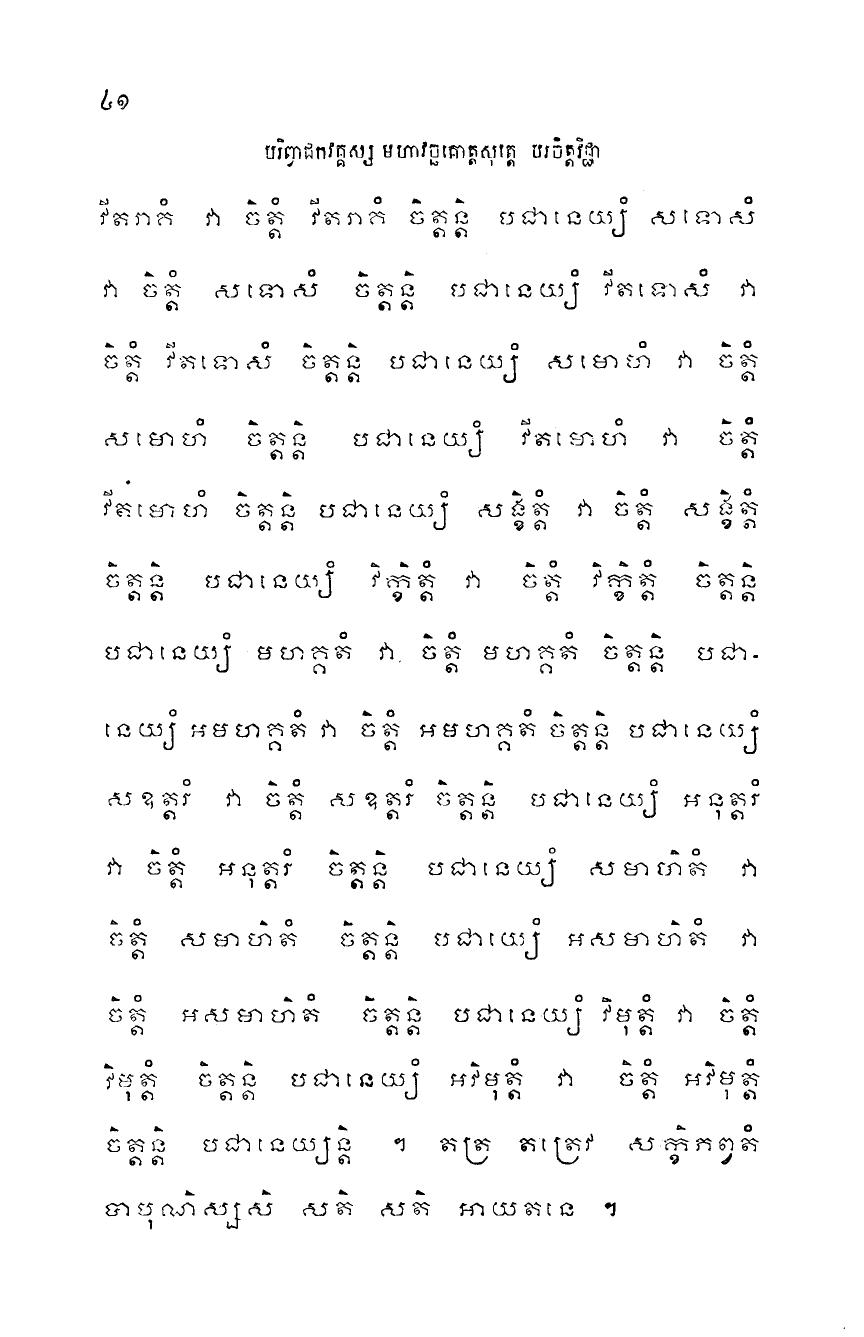 ៤១
បរិព្វាជកវគ្គស្ស មហាវច្ឆគោត្តសុត្តេ បរចិត្តវិជ្ជា
វីតរាគំ វា ចិត្តំ វីតរាគំ ចិត្តន្តិ បជានេយ្យំ សទោសំ
វា ចិត្តំ សទោសំ ចិត្តន្តិ បជានេយ្យំ វីតទោសំ វា
ចិត្តំ វីតទោសំ ចិត្តន្តិ បជានេយ្យំ សមោហំ វា ចិត្តំ
សមោហំ ចិត្តន្តិ បជានេយ្យំ វីតមោហំ វា ចិត្តំ
វីតមោហំ ចិត្តន្តិ បជានេយ្យំ សង្ខិត្តំ វា ចិត្តំ សង្ខិត្តំ
ចិត្តន្តិ បជានេយ្យំ វិក្ខិត្តំ វា ចិត្តំ វិក្ខិត្តំ ចិត្តន្តិ
បជានេយ្យំ មហគ្គតំ វា ចិត្តំ មហគ្គតំ ចិត្តន្តិ បជា-
នេយ្យំ អមហគ្គតំ វា ចិត្តំ អមហគ្គតំ ចិត្តន្តិ បជានេយ្យំ
សឧត្តរំ វា ចិត្តំ សឧត្តរំ ចិត្តន្តិ បជានេយ្យំ អនុត្តរំ
វា ចិត្តំ អនុត្តរំ ចិត្តន្តិ បជានេយ្យំ សមាហិតំ វា
ចិត្តំ សមាហិតំ ចិត្តន្តិ បជាយេ្យំ អសមាហិតំ វា
ចិត្តំ អសមាហិតំ ចិត្តន្តិ បជានេយ្យំ វិមុត្តំ វា ចិត្តំ
វិមុត្តំ ចិត្តន្តិ បជានេយ្យំ អវិមុត្តំ វា ចិត្តំ អវិមុត្តំ
ចិត្តន្តិ បជានេយ្យន្តិ ។ តត្រ តត្រេវ សក្ខិភព្វតំ
បាបុណិស្សសិ សតិ សតិ អាយតនេ ។